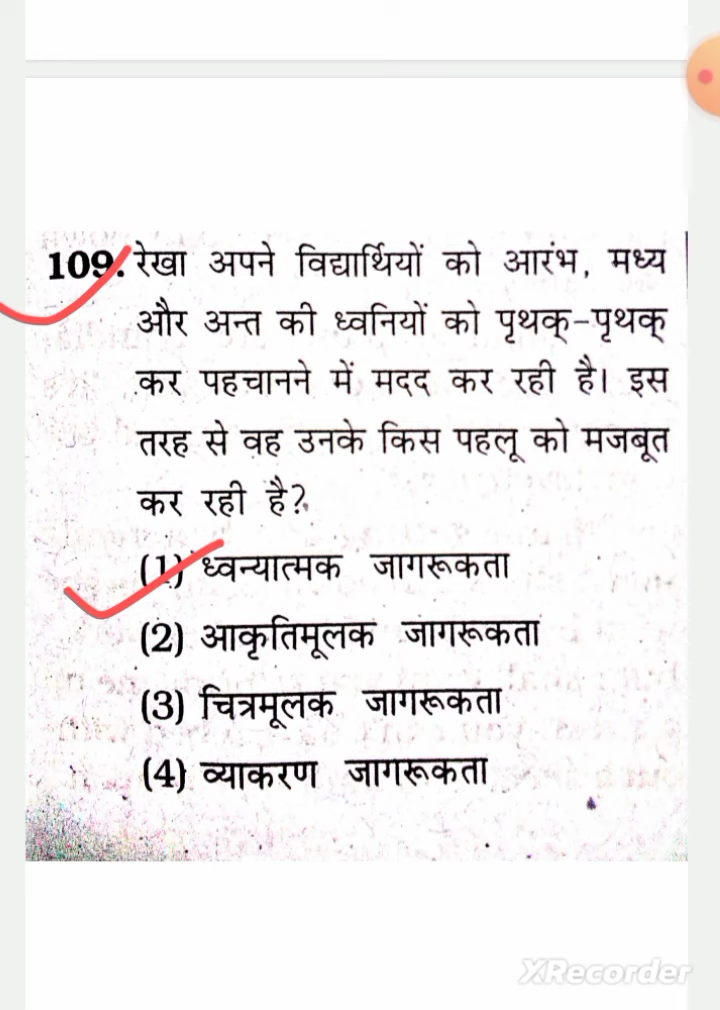 109. रेखा अपने विद्यार्थियों को आरंभ, मध्य
और अन्त की ध्वनियों को पृथक्-पृथक्
कर पहचानने में मदद कर रही है। इस
तरह से वह उनके किस पहलू को मजबूत
कर रही है?
(1) ध्वन्यात्मक जागरूकता
(2) आकृतिमूलक जागरूकता
(3) चित्रमूलक जागरूकता
(4) व्याकरण जागरूकता
XRecorder